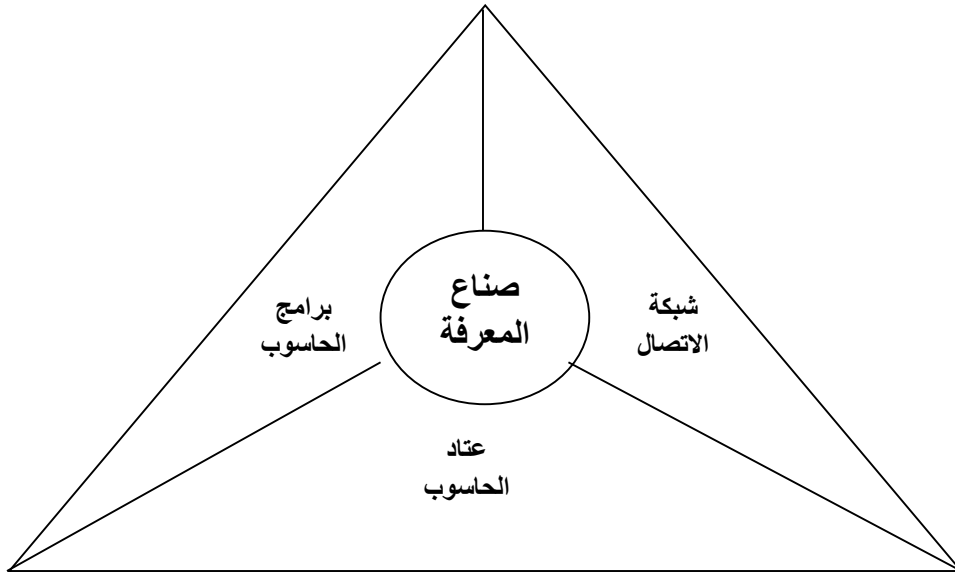 صناع
المعرفة
شبكة
الاتصال
برامج
الحاسوب
عتاد
الحاسوب